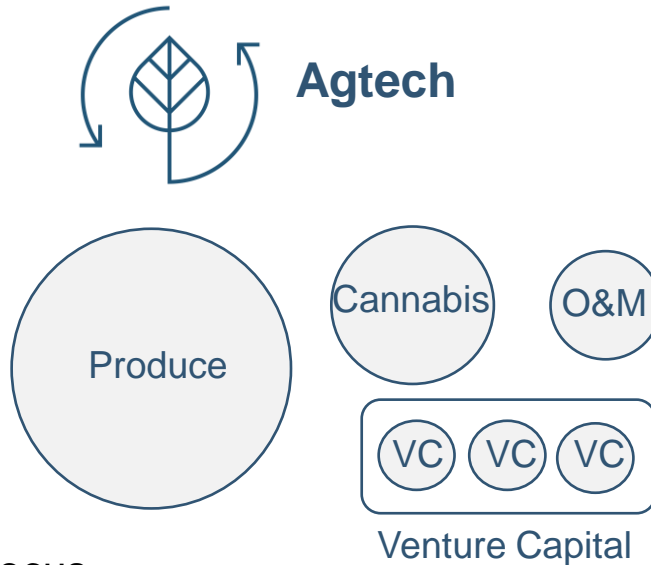 Agtech
Cannabis
O&M
Produce
VC VC VC
Venture Capital